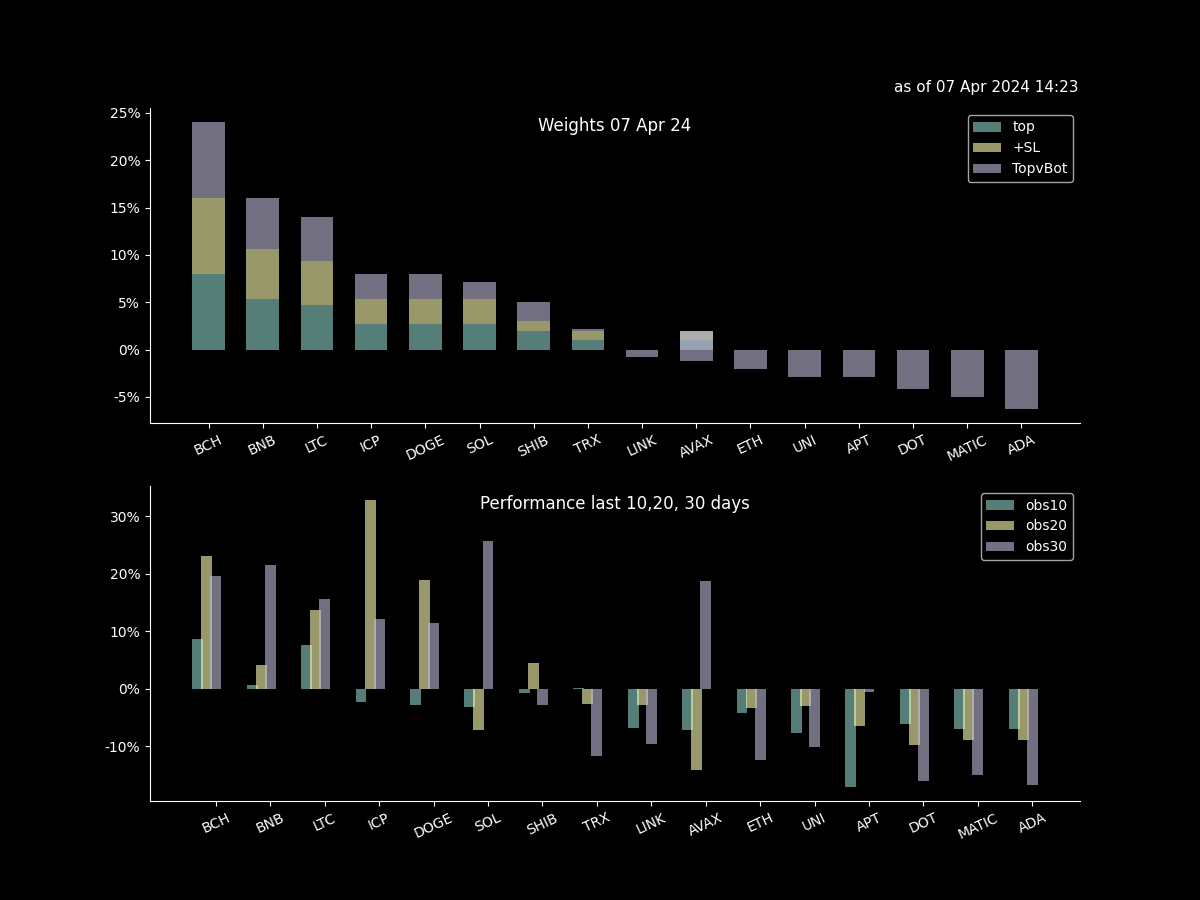 as of 07 Apr 2024 14:23
Weights 07 Apr 24
top
+SL
TopvBot
25%
20%
15%
10%
5%
0%
-5%
BCH BNB LTC ICP DOGE SOL SHIB TRX LINK AVAX ETH UNI APT DOT MATIC ADA
Performance last 10,20, 30 days
obs10
obs20
obs30
30%
20%
10%
0%
-10%
BCH BNB LTC ICP DOGE SOL SHIB TRX LINK AVAX ETH UNI APT DOT MATIC ADA